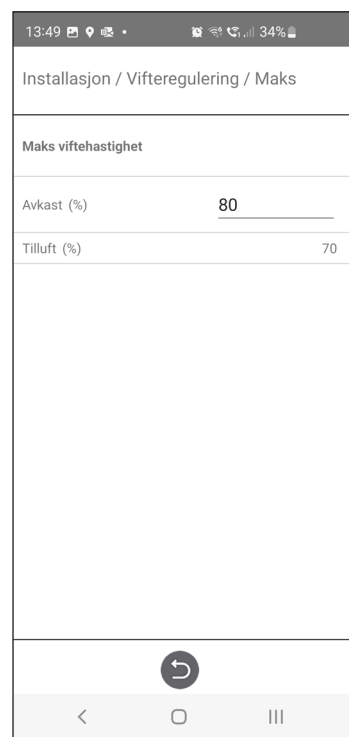 13:49 34%
Installasjon / Vifteregulering / Maks
Maks viftehastighet
Avkast (%) 80
Tilluft (%) 70